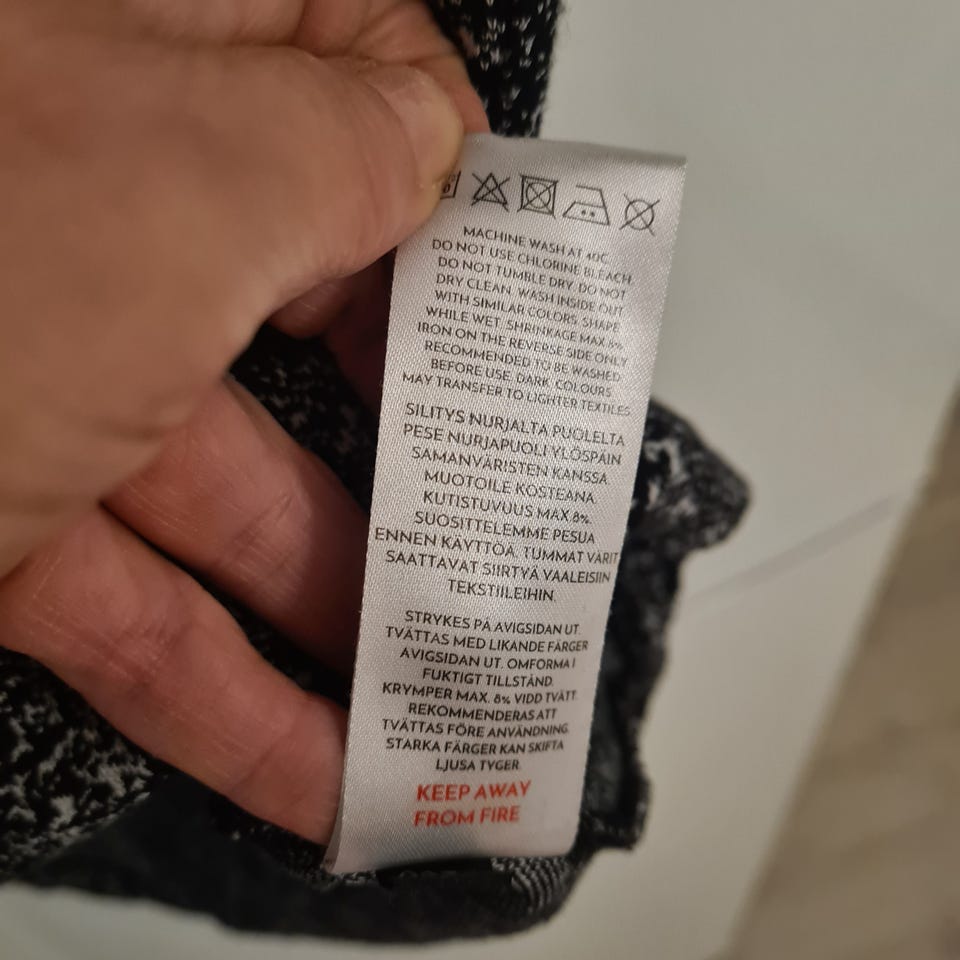 MACHINE WASH AT 40C.
DO NOT USE CHLORINE BLEACH.
DO NOT TUMBLE DRY. DO NOT
DRY CLEAN. WASH INSIDE OUT
WITH SIMILAR COLORS. SHAPE
WHILE WET. SHRINKAGE MAX 8%.
IRON ON THE REVERSE SIDE ONLY
RECOMMENDED TO BE WASHED
BEFORE USE. DARK COLOURS
MAY TRANSFER TO LIGHTER TEXTILES.
SILITYS NURJALTA PUOLELTA
PESE NURJAPUOLI YLÖSPÄIN
SAMANVÄRISTEN KANSSA
MUOTOILE KOSTEANA.
KUTISTUVUUS MAX.8%.
SUOSITTELEMME PESUA
ENNEN KÄYTTÖÄ. TUMMAT VÄRIT
SAATTAVAT SIIRTYÄ VAALEISIIN
TEKSTIILEIHIN.
STRYKES PÅ AVIGSIDAN UT.
TVÄTTAS MED LIKANDE FÄRGER
AVIGSIDAN UT. OMFORMA I
FUKTIGT TILLSTÅND.
KRYMPER MAX. 8% VIDD TVÄTT.
REKOMMENDERAS ATT
TVÄTTAS FÖRE ANVÄNDNING.
STARKA FÄRGER KAN SKIFTA
LJUSA TYGER.
KEEP AWAY
FROM FIRE